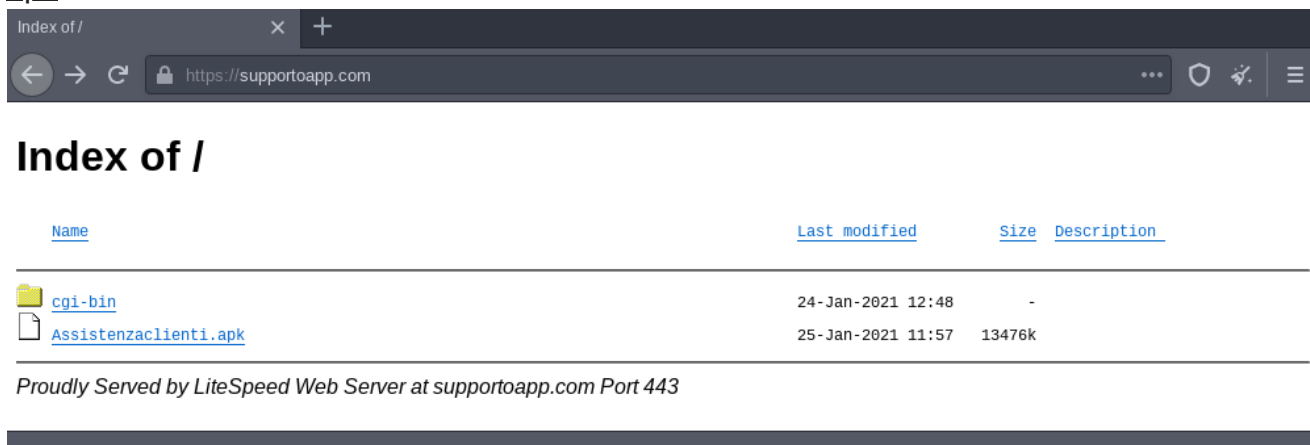 Index of /
https://supportoapp.com
Index of /
Name Last modified Size Description
cgi-bin 24-Jan-2021 12:48 -
Assistenzaclienti.apk 25-Jan-2021 11:57 13476k
Proudly Served by LiteSpeed Web Server at supportoapp.com Port 443